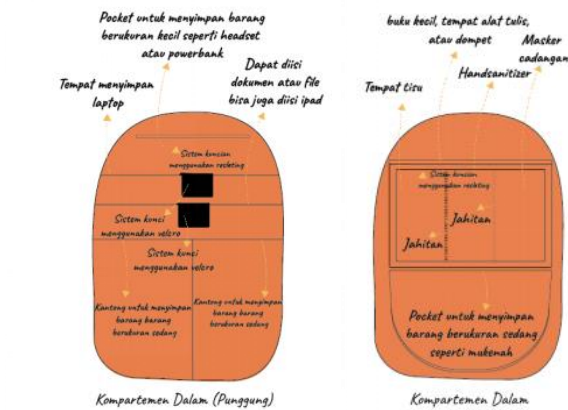 Pocket untuk menyimpan barang
berukuran kecil seperti headset
atau powerbank
Dapat diisi
dokumen atau file
bisa juga diisi ipad
Tempat menyimpan
laptop
Sistem kuncian
menggunakan resleting
Sistem kunci
menggunakan velcro
Sistem kunci
menggunakan velcro
Kantong untuk menyimpan
barang barang
berukuran sedang
Kantong untuk menyimpan
barang barang
berukuran sedang
Kompartemen Dalam (Punggung)
buku kecil, tempat alat tulis,
atau dompet
Masker
cadangan
Handsanitizer
Tempat tisu
Sistem kuncian
menggunakan resleting
Jahitan
Jahitan
Pocket untuk menyimpan
barang berukuran sedang
seperti mukenah
Kompartemen Dalam